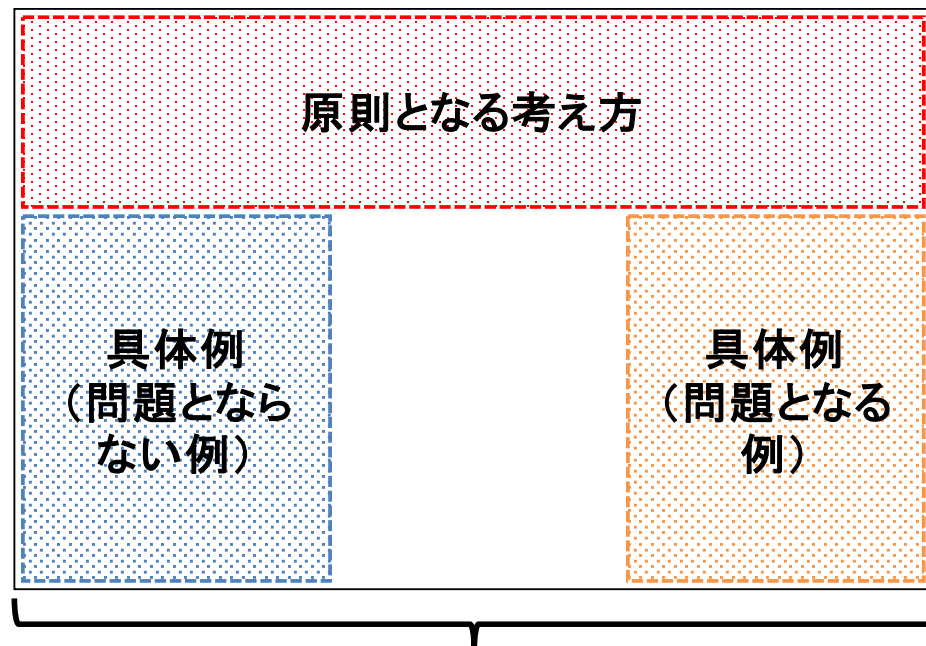 原則となる考え方
具体例
（問題となら
ない例）
具体例
（問題となる
例）